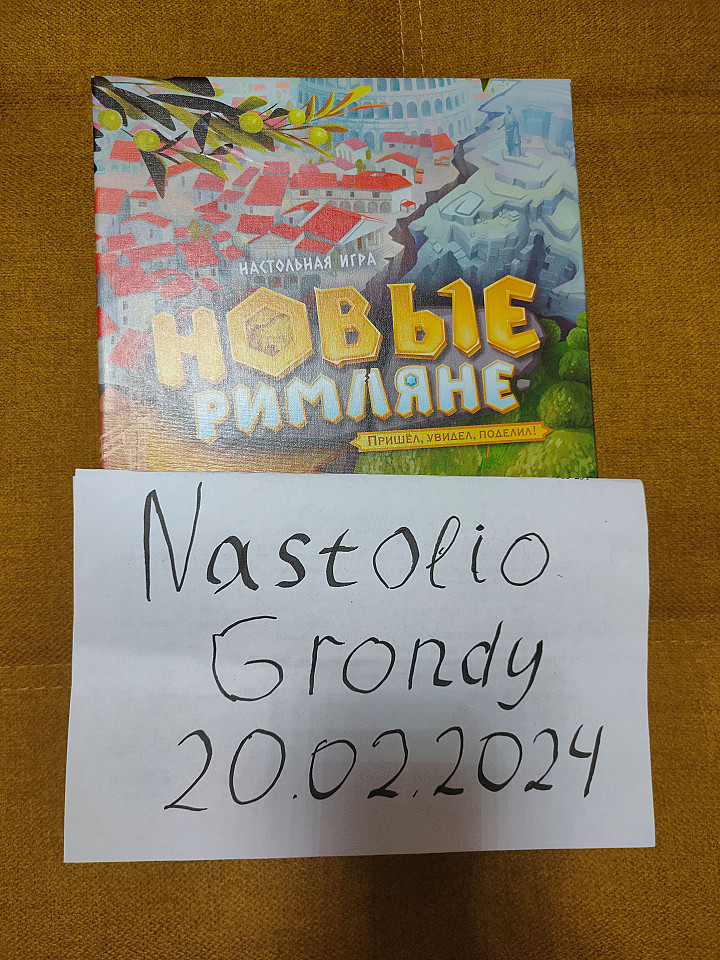 НАСТОЛЬНАЯ ИГРА
НОВЫЕ
РИМЛЯНЕ
ПРИШЁЛ, УВИДЕЛ, ПОДЕЛИЛ!
Nastolio
Grondy
20.02.2024